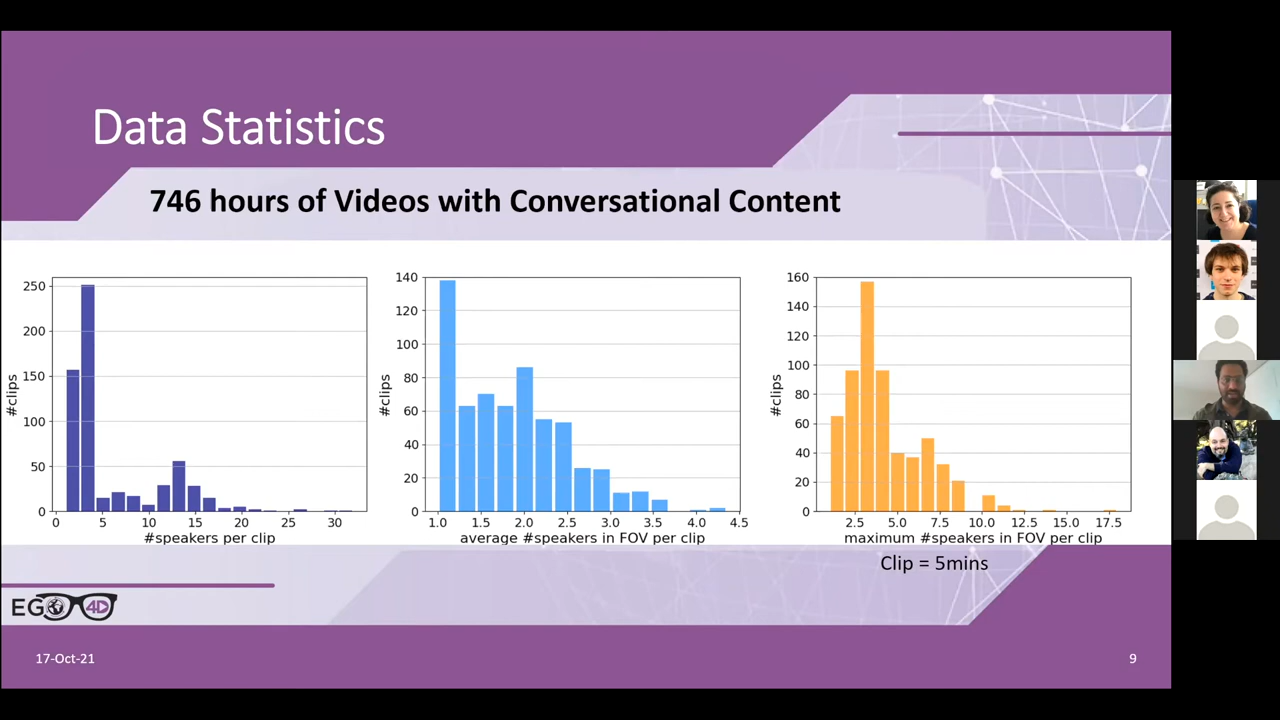 Data Statistics
746 hours of Videos with Conversational Content
250
200
150
100
50
0
#clips
0 5 10 15 20 25 30
#speakers per clip
140
120
100
80
60
40
20
0
#clips
1.0 1.5 2.0 2.5 3.0 3.5 4.0 4.5
average #speakers in FOV per clip
160
140
120
100
80
60
40
20
0
#clips
2.5 5.0 7.5 10.0 12.5 15.0 17.5
maximum #speakers in FOV per clip
Clip = 5mins
EGO 4D
17-Oct-21
9